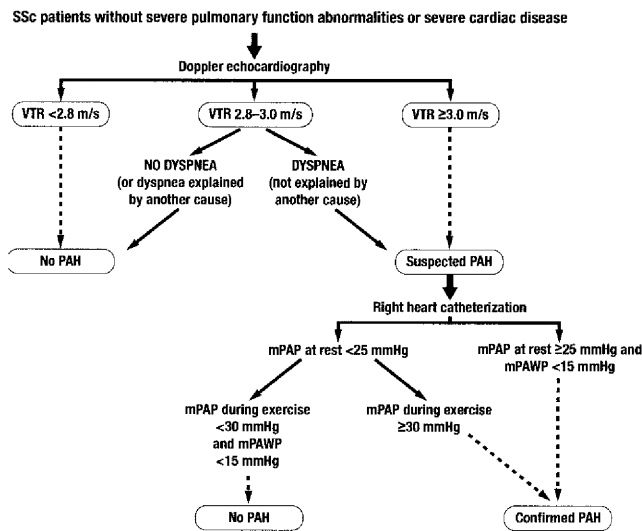 SSc patients without severe pulmonary function abnormalities or severe cardiac disease
Doppler echocardiography
VTR <2.8 m/s
VTR 2.8–3.0 m/s
VTR ≥3.0 m/s
NO DYSPNEA
(or dyspnea explained
by another cause)
DYSPNEA
(not explained by
another cause)
No PAH
Suspected PAH
Right heart catheterization
mPAP at rest <25 mmHg
mPAP at rest ≥25 mmHg and
mPAWP <15 mmHg
mPAP during exercise
<30 mmHg
and mPAWP
<15 mmHg
mPAP during exercise
≥30 mmHg
No PAH
Confirmed PAH